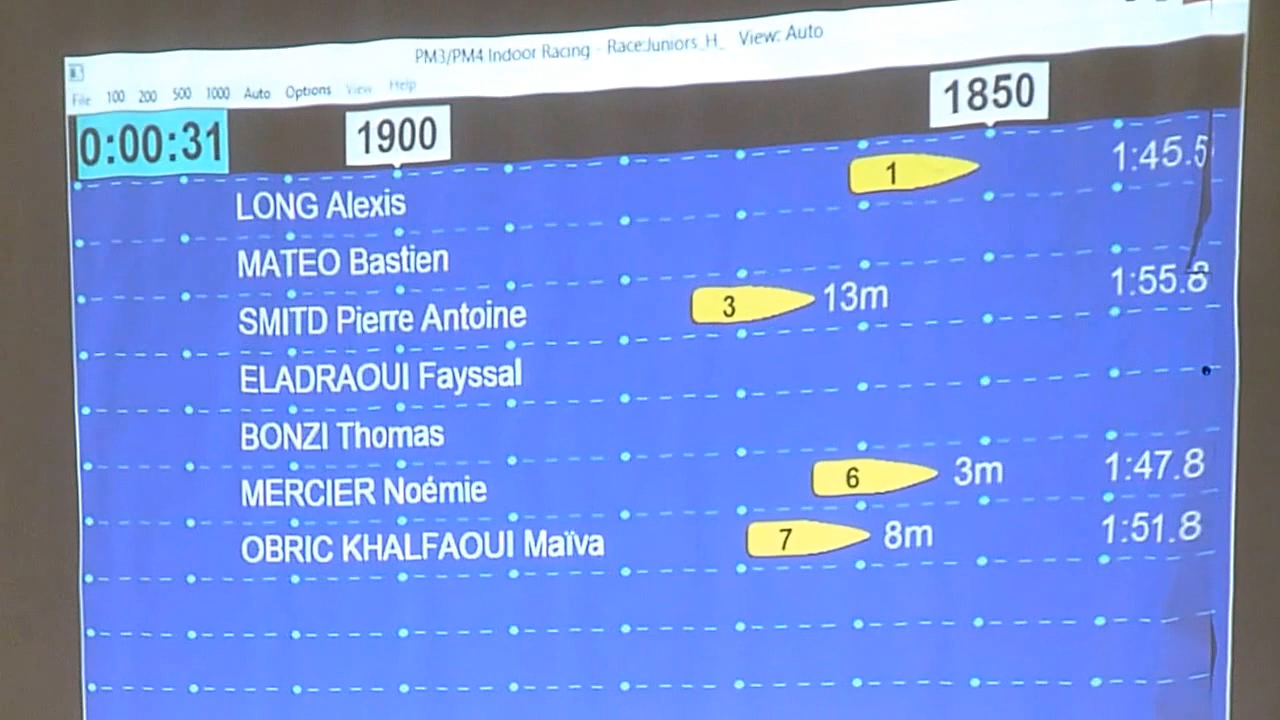 PM3/PM4 Indoor Racing - Race:Juniors_H_ View: Auto
File 100 200 500 1000 Auto Options View Help
0:00:31 1900 1850
LONG Alexis 1 1:45.5
MATEO Bastien
SMITD Pierre Antoine 3 13m 1:55.8
ELADRAOUI Fayssal
BONZI Thomas
MERCIER Noémie 6 3m 1:47.8
OBRIC KHALFAOUI Maïva 7 8m 1:51.8